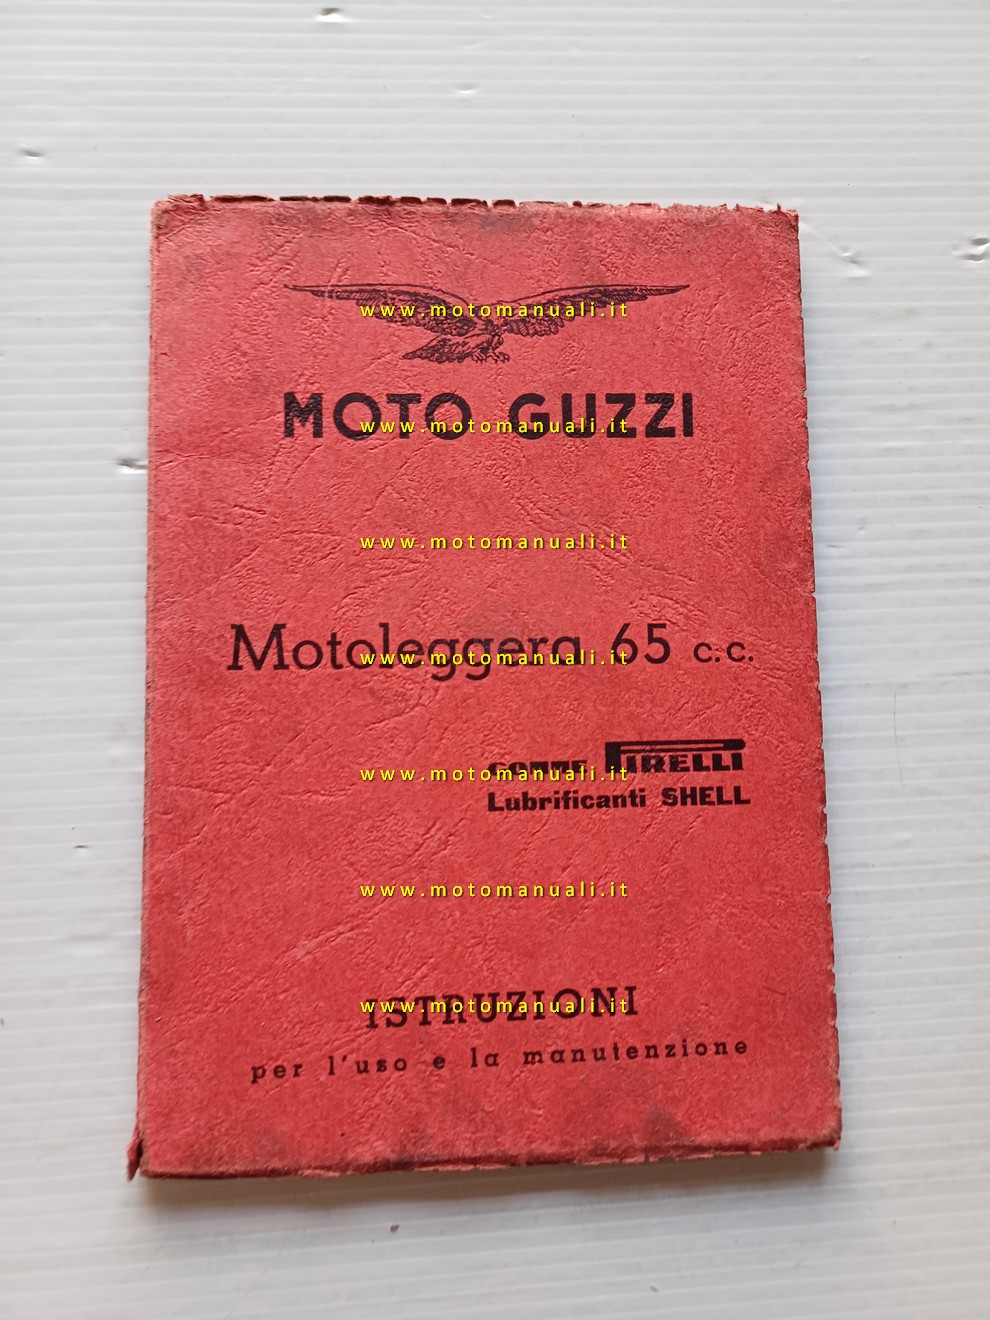 www.motomanuali.it
MOTO GUZZI
www.motomanuali.it
www.motomanuali.it
Motoleggera 65 c.c.
www.motomanuali.it
GOMME PIRELLI
www.motomanuali.it
Lubrificanti SHELL
www.motomanuali.it
ISTRUZIONI
www.motomanuali.it
per l'uso e la manutenzione